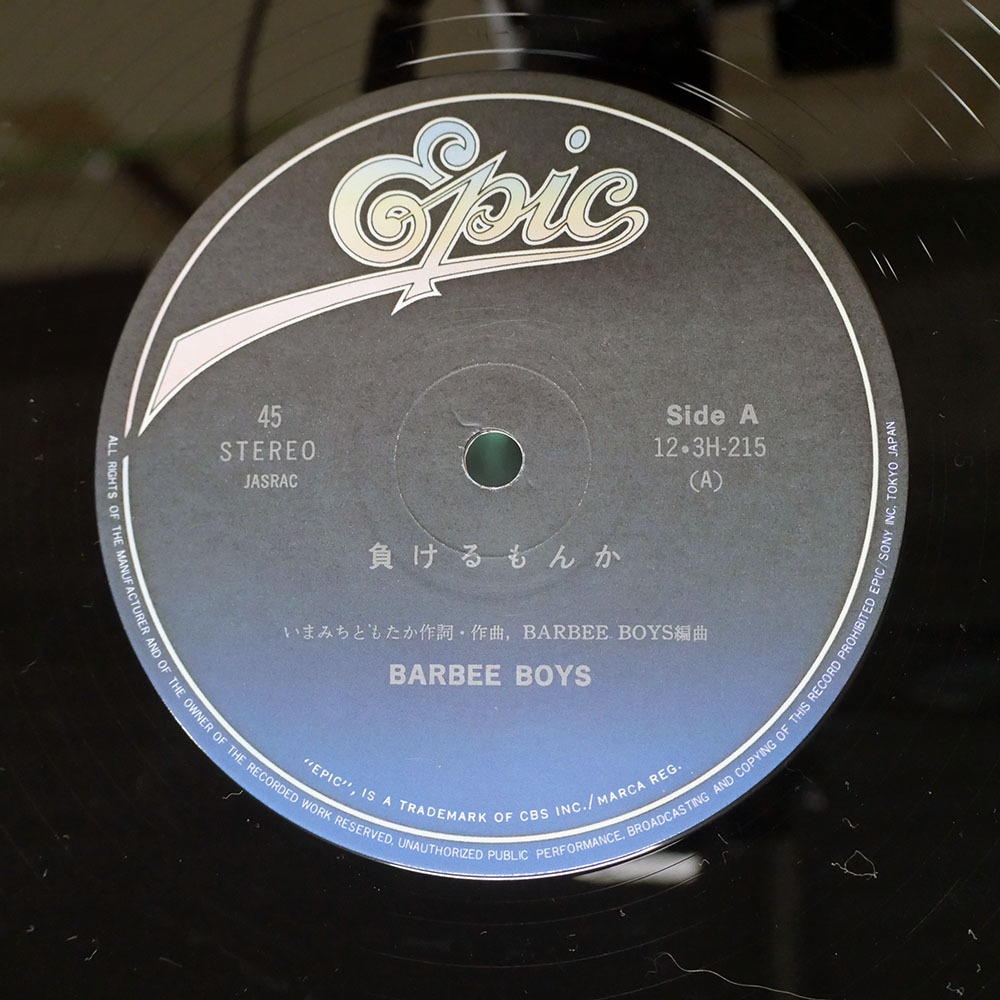 Epic
45
STEREO
JASRAC
Side A
12•3H-215
(A)
負けるもんか
いまみちともたか作詞・作曲, BARBEE BOYS編曲
BARBEE BOYS
"EPIC", IS A TRADEMARK OF CBS INC./MARCA REG.
ALL RIGHTS OF THE MANUFACTURER AND OF THE OWNER OF THE RECORDED WORK RESERVED, UNAUTHORIZED PUBLIC PERFORMANCE, BROADCASTING AND COPYING OF THIS RECORD PROHIBITED EPIC/SONY INC, TOKYO JAPAN